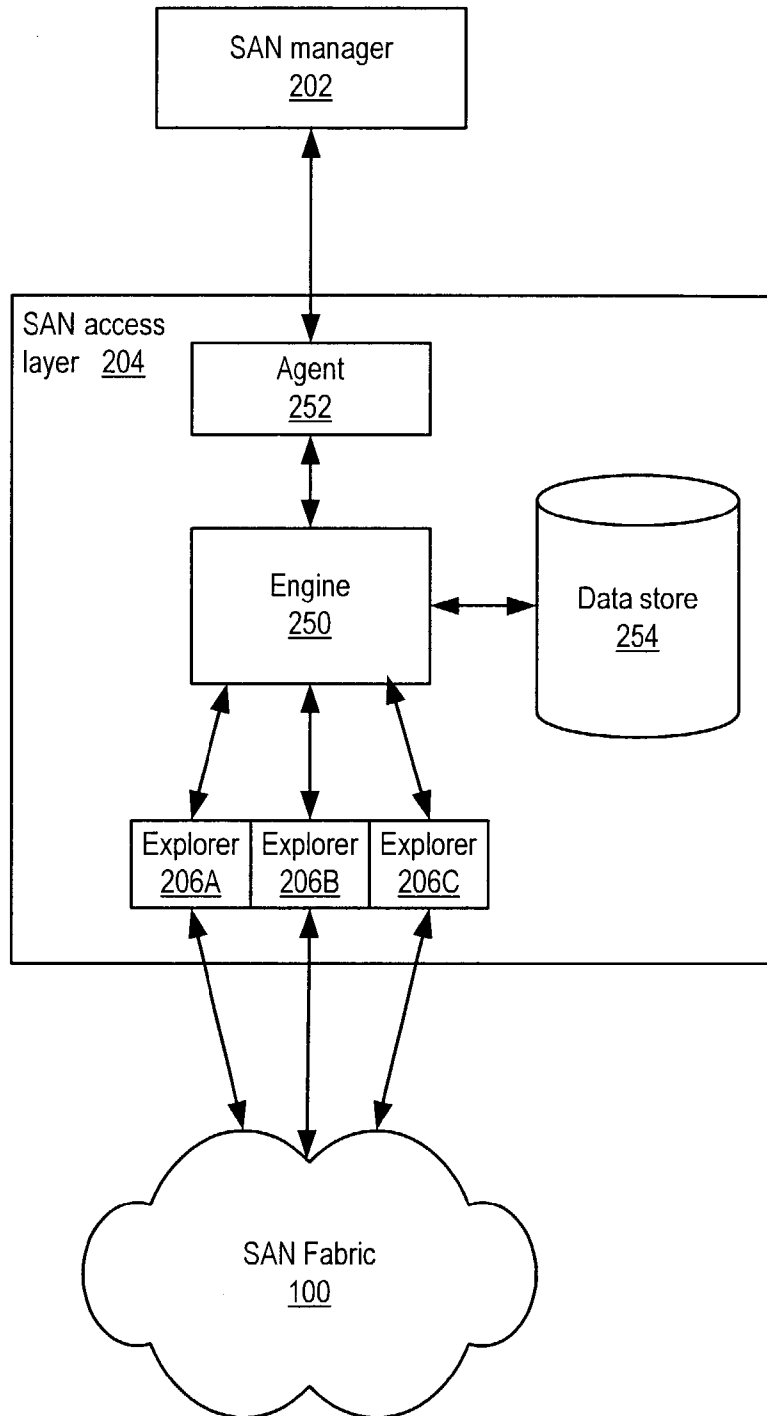 SAN manager
202
SAN access
layer 204
Agent
252
Engine
250
Data store
254
Explorer Explorer Explorer
206A 206B 206C
SAN Fabric
100